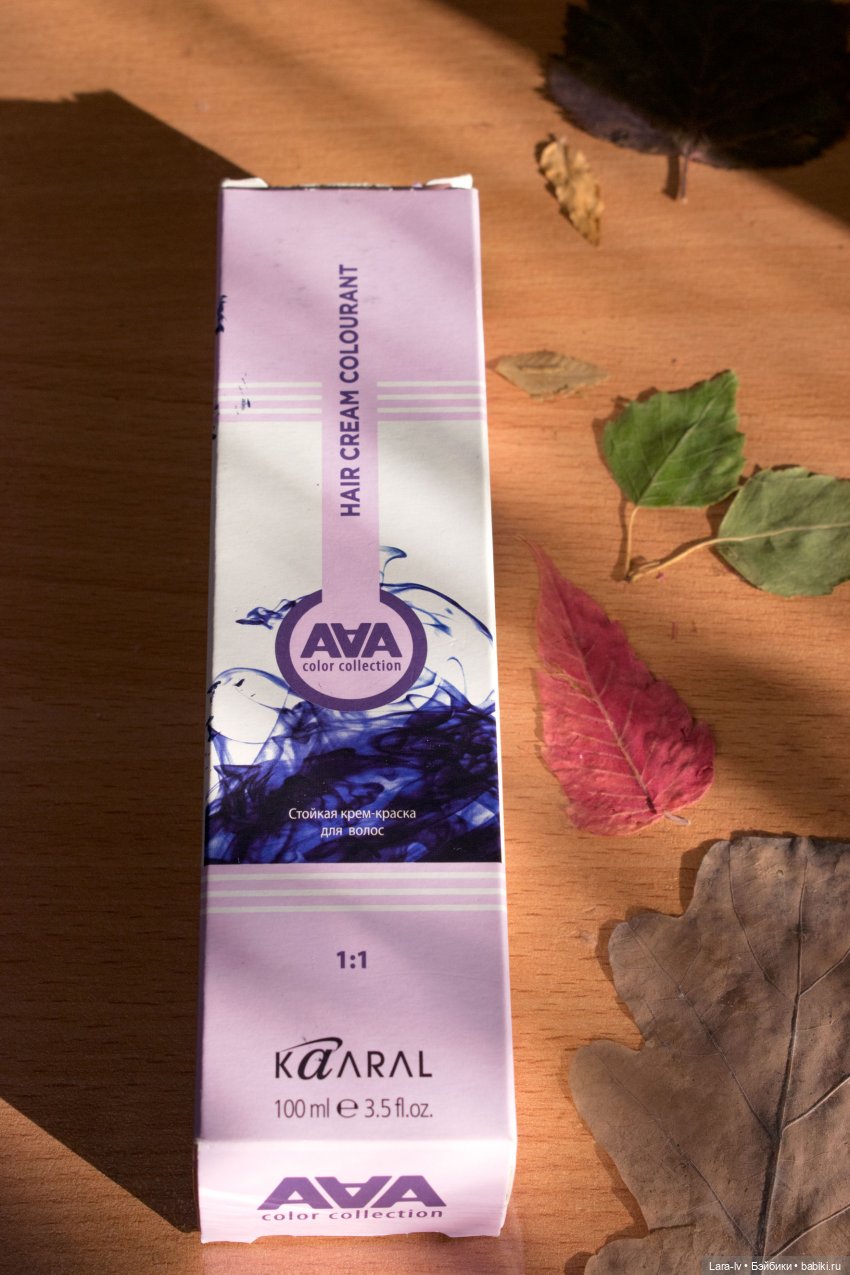 HAIR CREAM COLOURANT
AAA
color collection
Стойкая крем-краска
для волос
1:1
KAARAL
100 ml ℮ 3.5 fl.oz.
AAA
color collection
Lara-lv • Бэйбики • babiki.ru